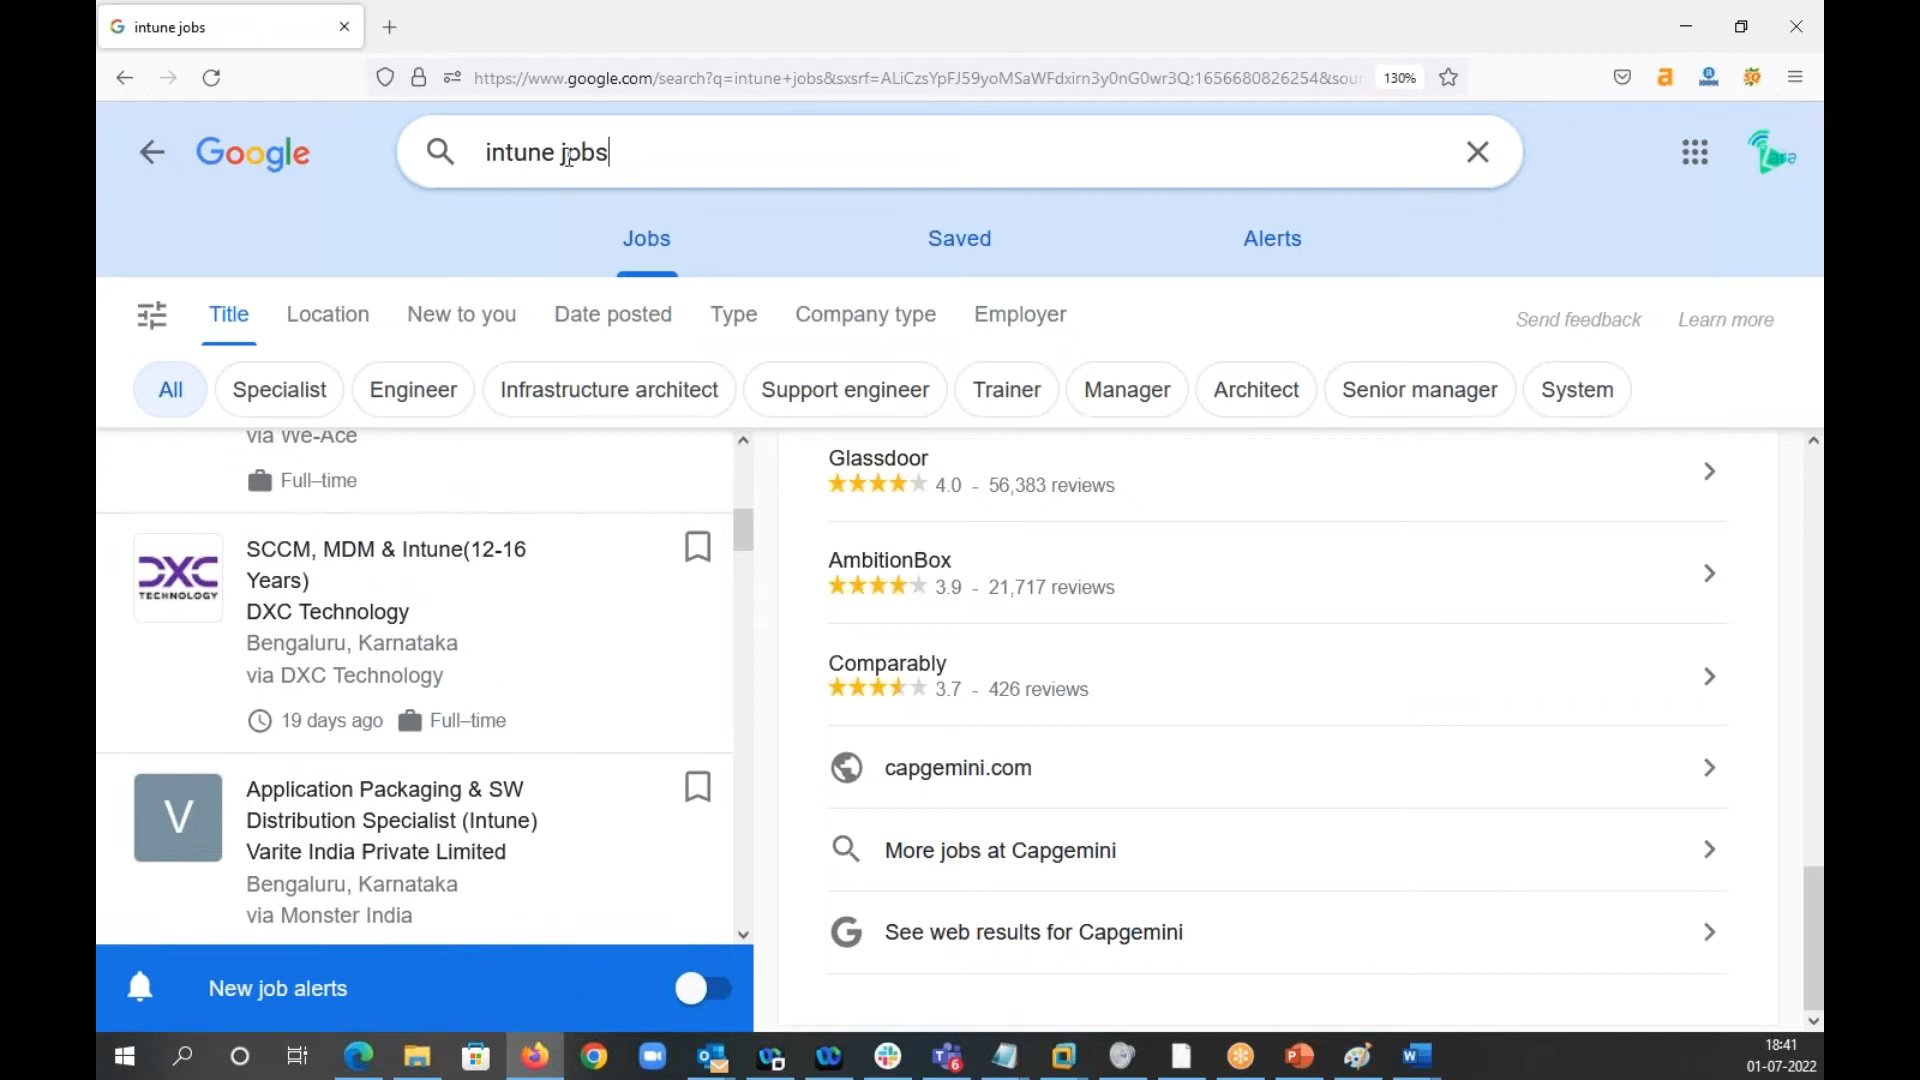 intune jobs
https://www.google.com/search?q=intune+jobs&sxsrf=ALiCzsYpFJ59yoMSaWFdxirn3y0nG0wr3Q:1656680826254&sou
130%
Google
intune jobs
Jobs Saved Alerts
Title Location New to you Date posted Type Company type Employer
Send feedback Learn more
All Specialist Engineer Infrastructure architect Support engineer Trainer Manager Architect Senior manager System
via We-Ace
Full–time
DXC
TECHNOLOGY
SCCM, MDM & Intune(12-16
Years)
DXC Technology
Bengaluru, Karnataka
via DXC Technology
19 days ago Full–time
V
Application Packaging & SW
Distribution Specialist (Intune)
Varite India Private Limited
Bengaluru, Karnataka
via Monster India
New job alerts
Glassdoor
4.0 - 56,383 reviews
AmbitionBox
3.9 - 21,717 reviews
Comparably
3.7 - 426 reviews
capgemini.com
More jobs at Capgemini
See web results for Capgemini
18:41
01-07-2022